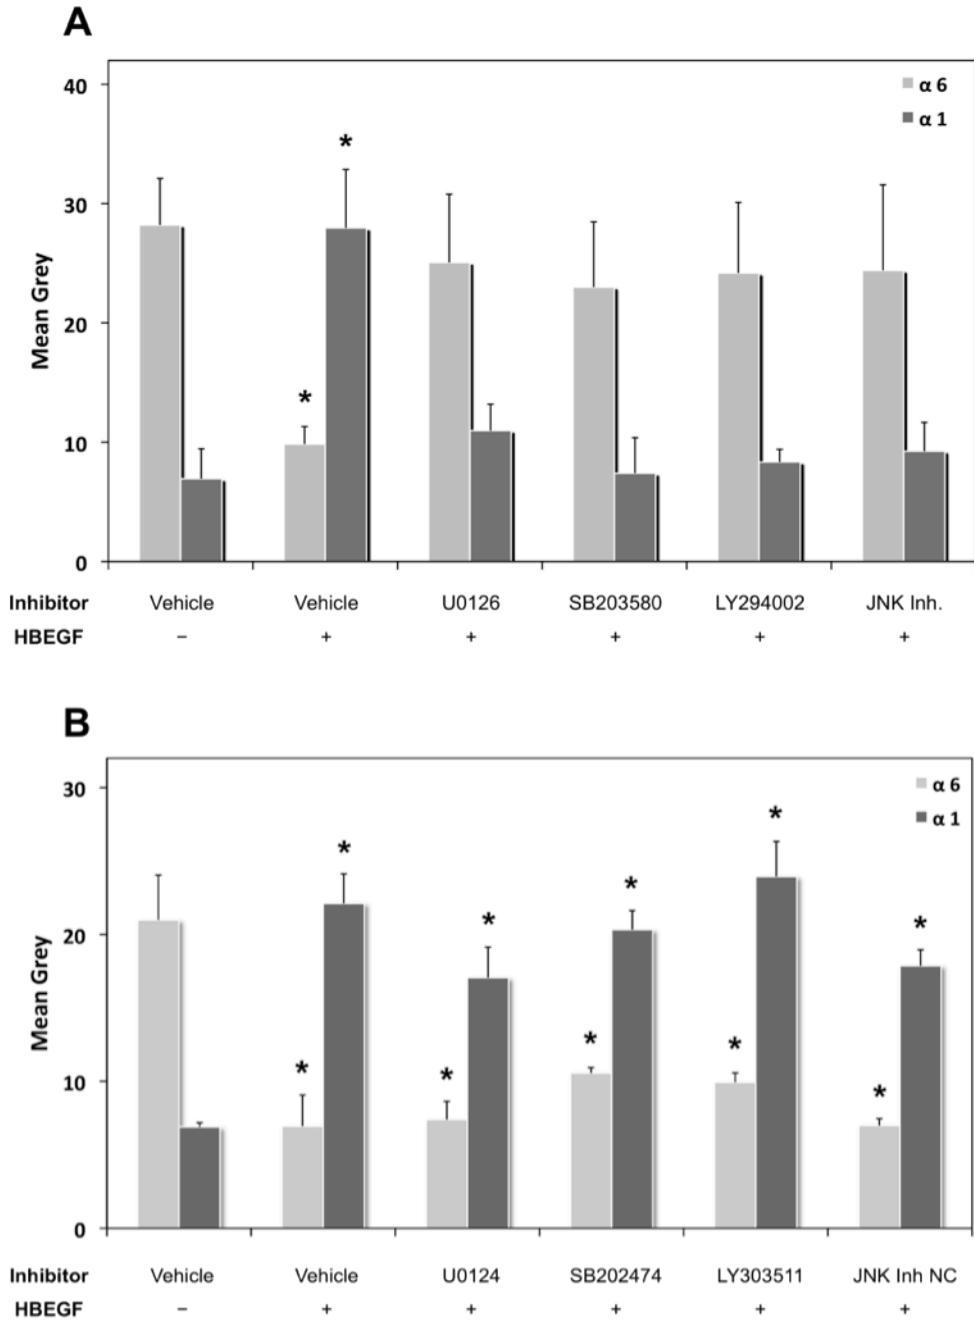 A
40
30
20
10
0
Mean Grey
α 6
α 1
*
*
Inhibitor Vehicle Vehicle U0126 SB203580 LY294002 JNK Inh.
HBEGF – + + + + +
B
30
20
10
0
Mean Grey
α 6
α 1
* * * * *
* * * * *
Inhibitor Vehicle Vehicle U0124 SB202474 LY303511 JNK Inh NC
HBEGF – + + + + +